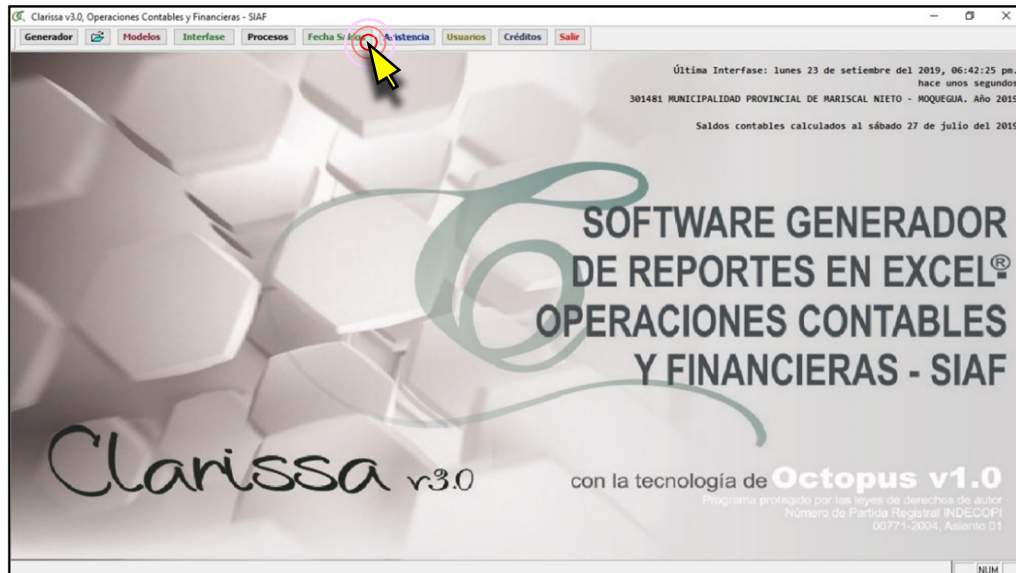 Clarissa v3.0, Operaciones Contables y Financieras - SIAF
Generador Modelos Interfase Procesos Fecha Usuarios Créditos Salir
Última Interfase: lunes 23 de setiembre del 2019, 06:42:25 pm.
hace unos segundos
301481 MUNICIPALIDAD PROVINCIAL DE MARISCAL NIETO - MOQUEGUA. Año 2019
Saldos contables calculados al sábado 27 de julio del 2019
SOFTWARE GENERADOR
DE REPORTES EN EXCEL®
OPERACIONES CONTABLES
Y FINANCIERAS - SIAF
Clarissa v3.0
con la tecnología de Octopus v1.0
Programa protegido por las leyes de derechos de autor
Número de Partida Registral INDECOPI
00771-2004, Asiento 01
NUM